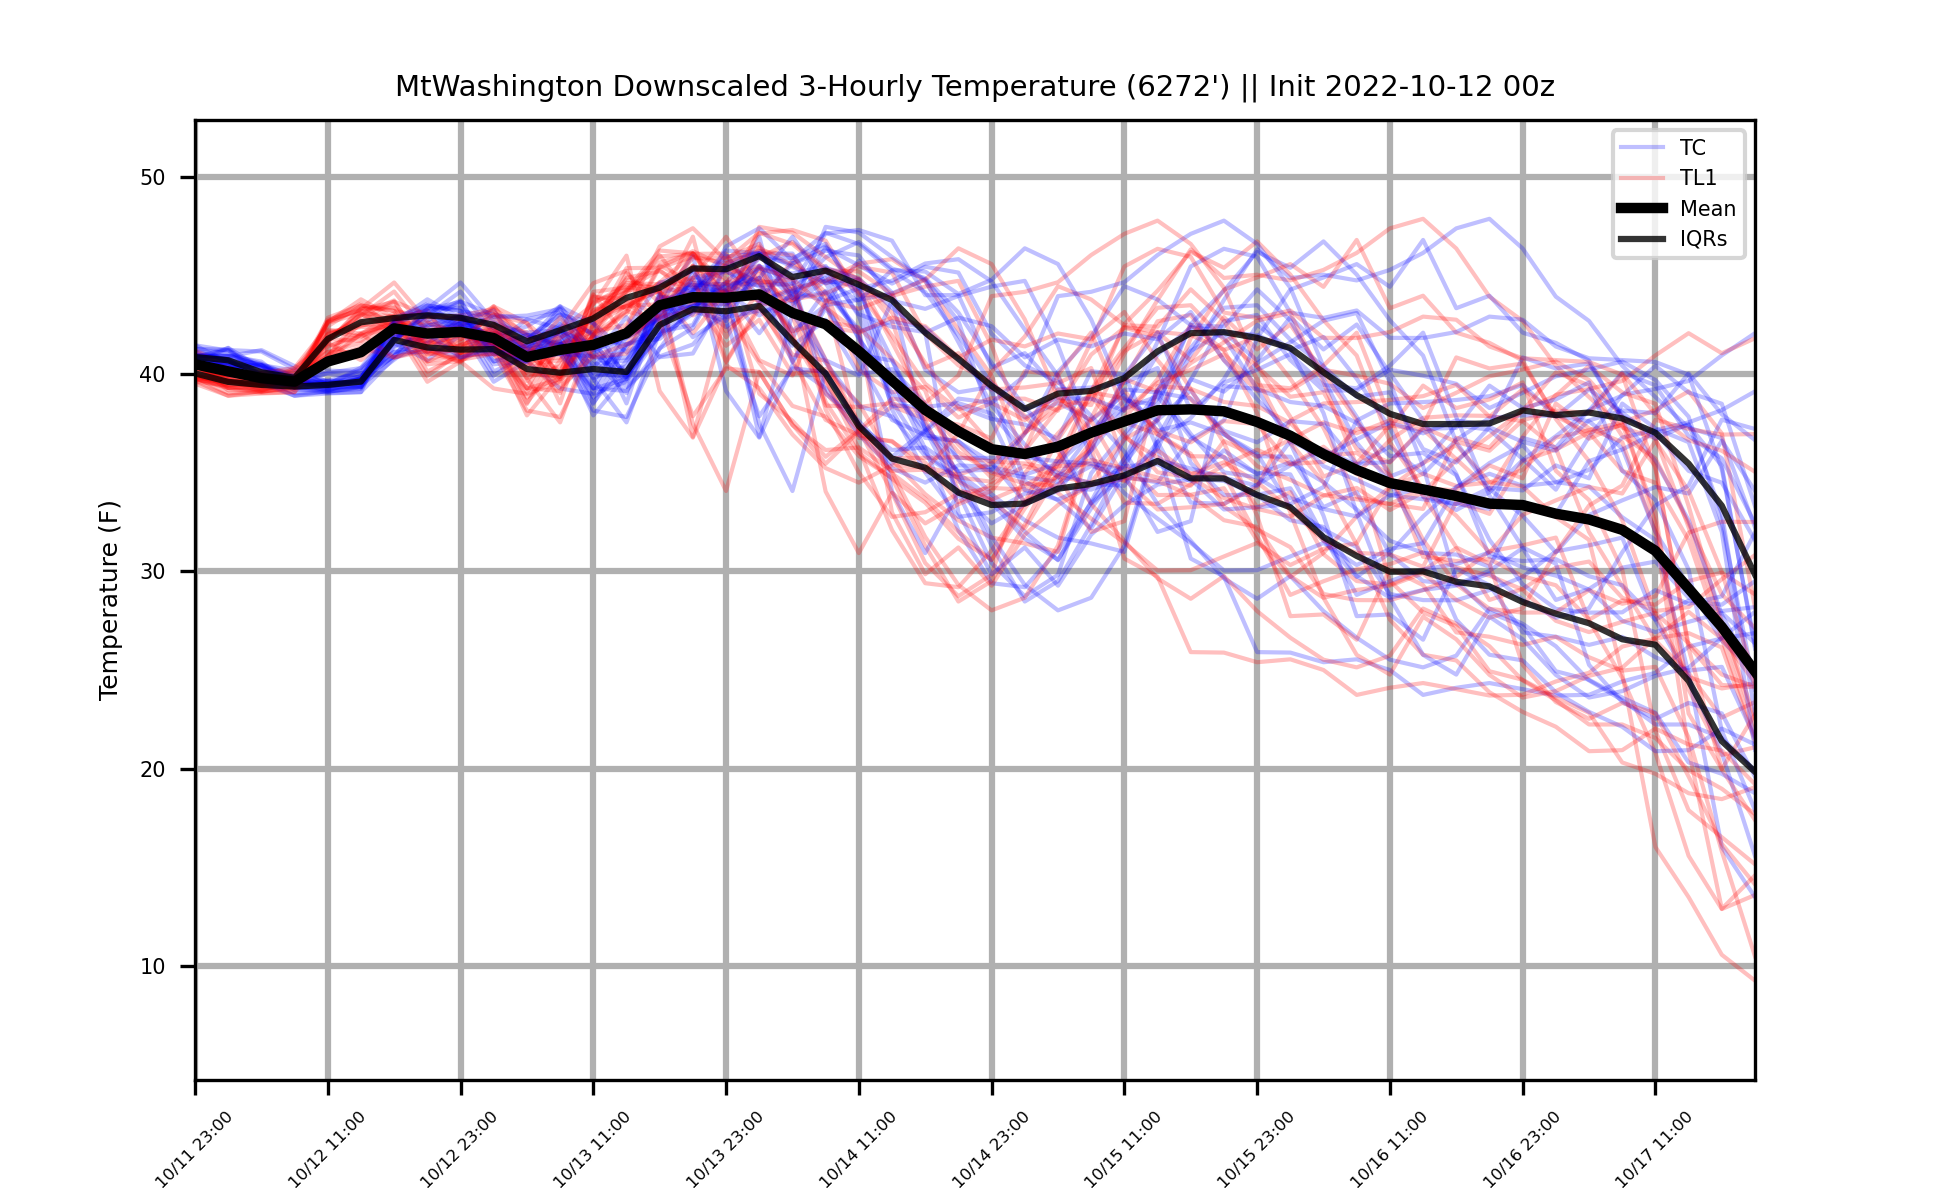 MtWashington Downscaled 3-Hourly Temperature (6272') || Init 2022-10-12 00z
TC
TL1
Mean
IQRs
Temperature (F)
50
40
30
20
10
10/11 23:00
10/12 11:00
10/12 23:00
10/13 11:00
10/13 23:00
10/14 11:00
10/14 23:00
10/15 11:00
10/15 23:00
10/16 11:00
10/16 23:00
10/17 11:00